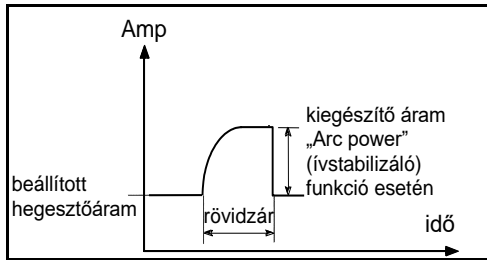 Amp
kiegészítő áram
„Arc power”
(ívstabilizáló)
funkció esetén
beállított
hegesztőáram
rövidzár
idő